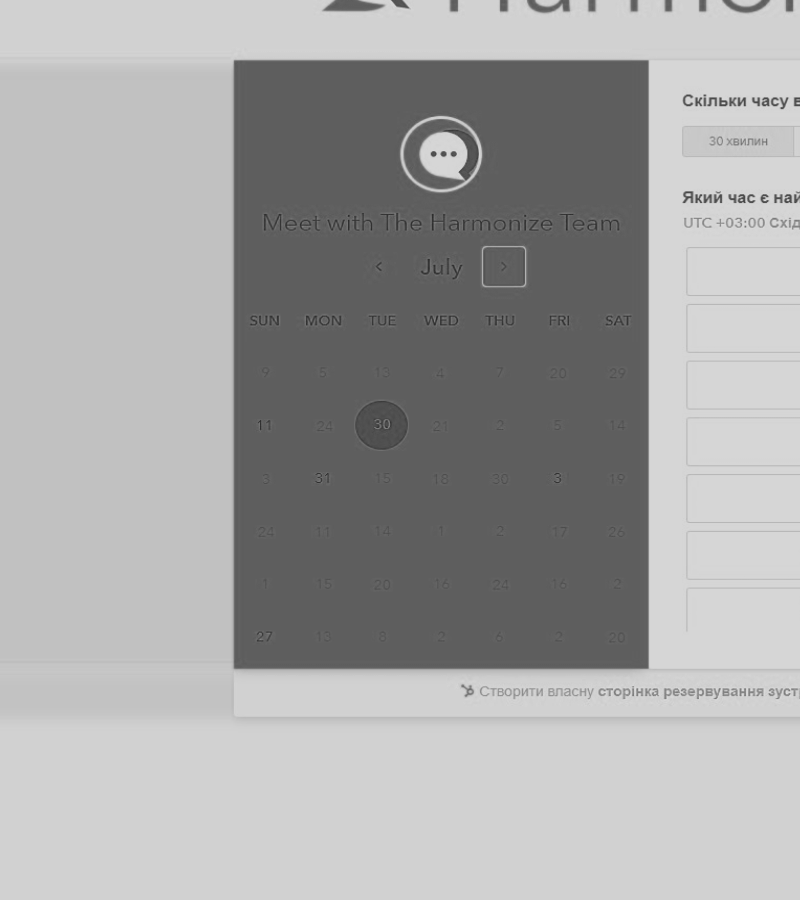 Скільки часу в
30 хвилин
Meet with The Harmonize Team
Який час є най
UTC +03:00 Схід
July
SUN MON TUE WED THU FRI SAT
9 5 13 4 7 20 29
11 24 30 21 2 5 14
3 31 15 18 30 3 19
24 11 14 1 2 17 26
1 15 20 16 24 16 2
27 13 8 2 6 2 20
Створити власну сторінка резервування зуст